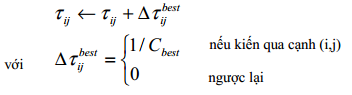 τ_ij ← τ_ij + Δτ_ij^best
với Δτ_ij^best = { 1/C_best nếu kiến qua cạnh (i,j)
0 ngược lại